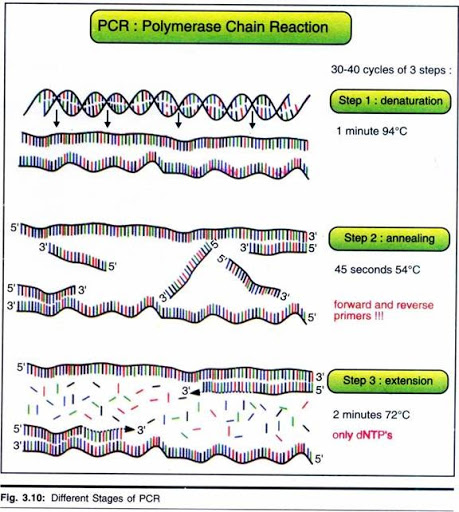 PCR : Polymerase Chain Reaction
30-40 cycles of 3 steps :
Step 1 : denaturation
1 minute 94°C
5'
3'
3'
5'
3'
5'
5'
5'
3'
5'
3'
3'
3'
3'
5'
Step 2 : annealing
45 seconds 54°C
forward and reverse
primers !!!
5'
3'
3'
5'
5'
3'
3'
5'
Step 3 : extension
2 minutes 72°C
only dNTP's
Fig. 3.10: Different Stages of PCR